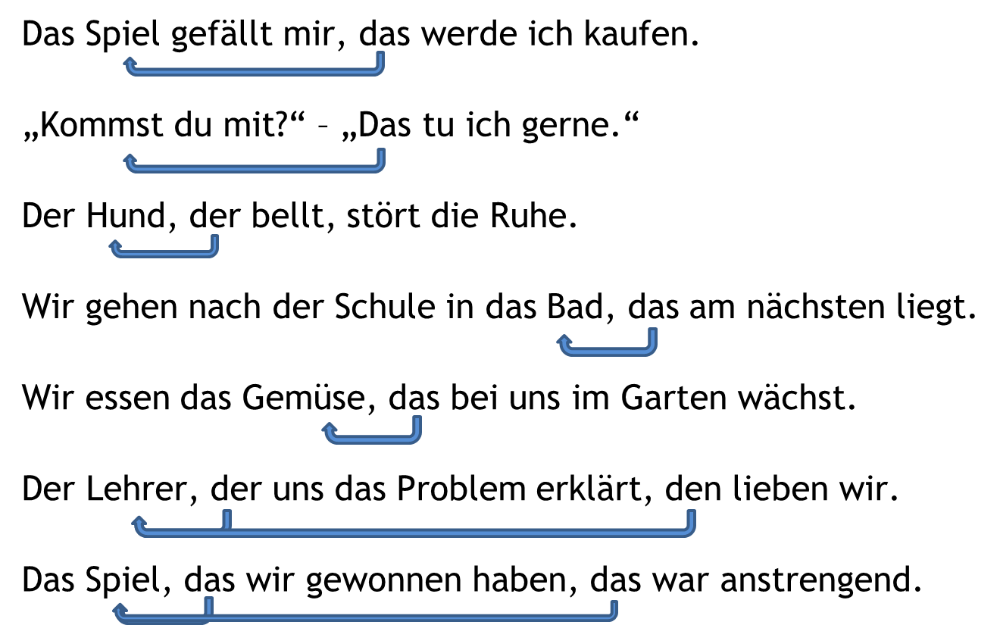 Das Spiel gefällt mir, das werde ich kaufen.
„Kommst du mit?“ – „Das tu ich gerne.“
Der Hund, der bellt, stört die Ruhe.
Wir gehen nach der Schule in das Bad, das am nächsten liegt.
Wir essen das Gemüse, das bei uns im Garten wächst.
Der Lehrer, der uns das Problem erklärt, den lieben wir.
Das Spiel, das wir gewonnen haben, das war anstrengend.